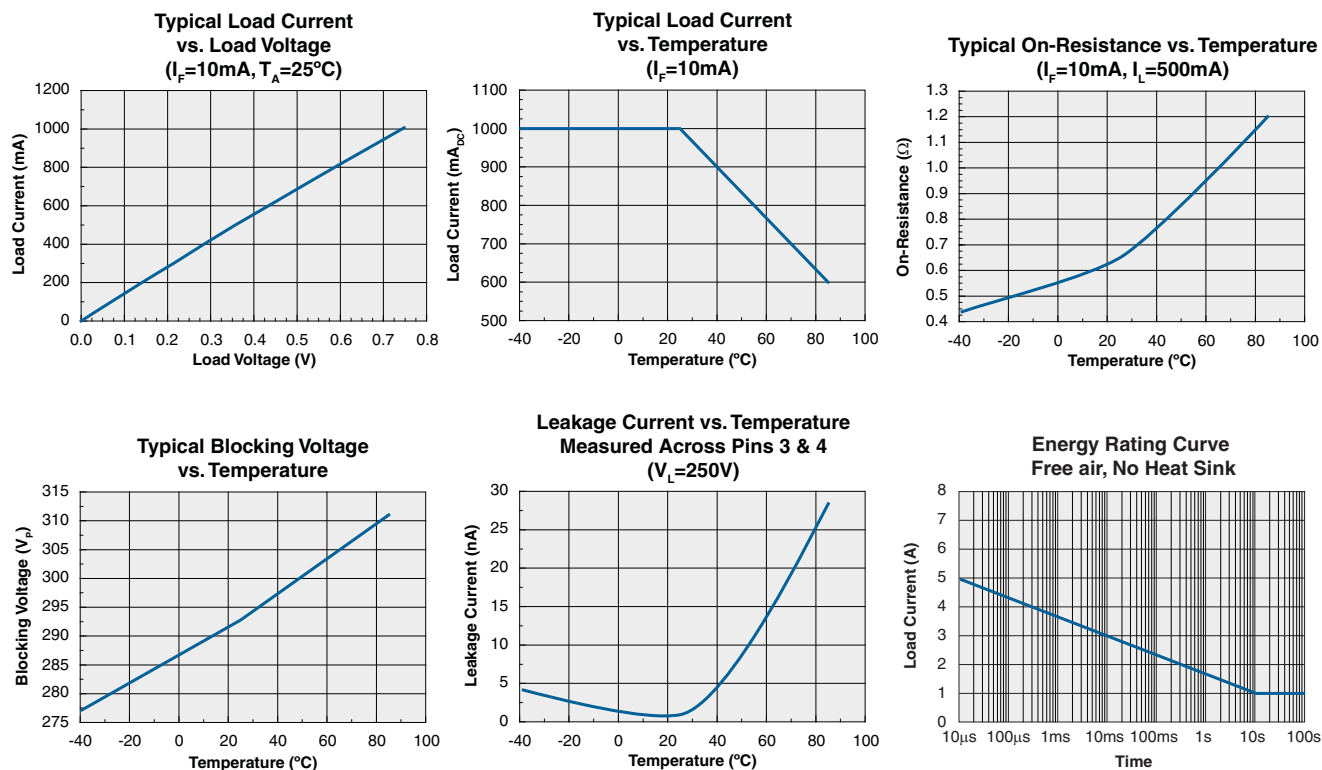 Typical Load Current
vs. Load Voltage
(IF=10mA, TA=25ºC)
Load Current (mA)
1200
1000
800
600
400
200
0
0.0 0.1 0.2 0.3 0.4 0.5 0.6 0.7 0.8
Load Voltage (V)
Typical Load Current
vs. Temperature
(IF=10mA)
Load Current (mADC)
1100
1000
900
800
700
600
500
-40 -20 0 20 40 60 80 100
Temperature (ºC)
Typical On-Resistance vs. Temperature
(IF=10mA, IL=500mA)
On-Resistance (Ω)
1.3
1.2
1.1
1.0
0.9
0.8
0.7
0.6
0.5
0.4
-40 -20 0 20 40 60 80 100
Temperature (ºC)
Typical Blocking Voltage
vs. Temperature
Blocking Voltage (VP)
315
310
305
300
295
290
285
280
275
-40 -20 0 20 40 60 80 100
Temperature (ºC)
Leakage Current vs. Temperature
Measured Across Pins 3 & 4
(VL=250V)
Leakage Current (nA)
30
25
20
15
10
5
0
-40 -20 0 20 40 60 80 100
Temperature (ºC)
Energy Rating Curve
Free air, No Heat Sink
Load Current (A)
8
7
6
5
4
3
2
1
0
10μs 100μs 1ms 10ms 100ms 1s 10s 100s
Time